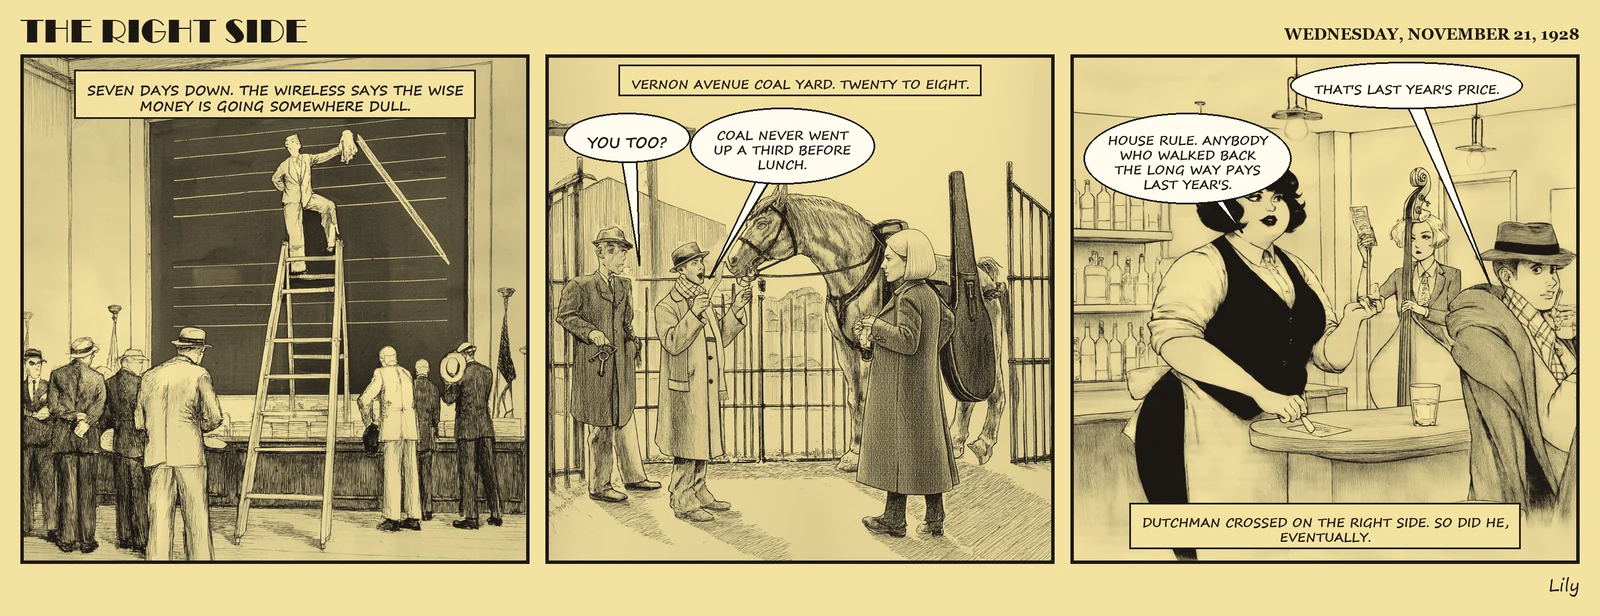 THE RIGHT SIDE
WEDNESDAY, NOVEMBER 21, 1928
SEVEN DAYS DOWN. THE WIRELESS SAYS THE WISE
MONEY IS GOING SOMEWHERE DULL.
VERNON AVENUE COAL YARD. TWENTY TO EIGHT.
YOU TOO?
COAL NEVER WENT
UP A THIRD BEFORE
LUNCH.
THAT'S LAST YEAR'S PRICE.
HOUSE RULE. ANYBODY
WHO WALKED BACK
THE LONG WAY PAYS
LAST YEAR'S.
DUTCHMAN CROSSED ON THE RIGHT SIDE. SO DID HE,
EVENTUALLY.
Lily